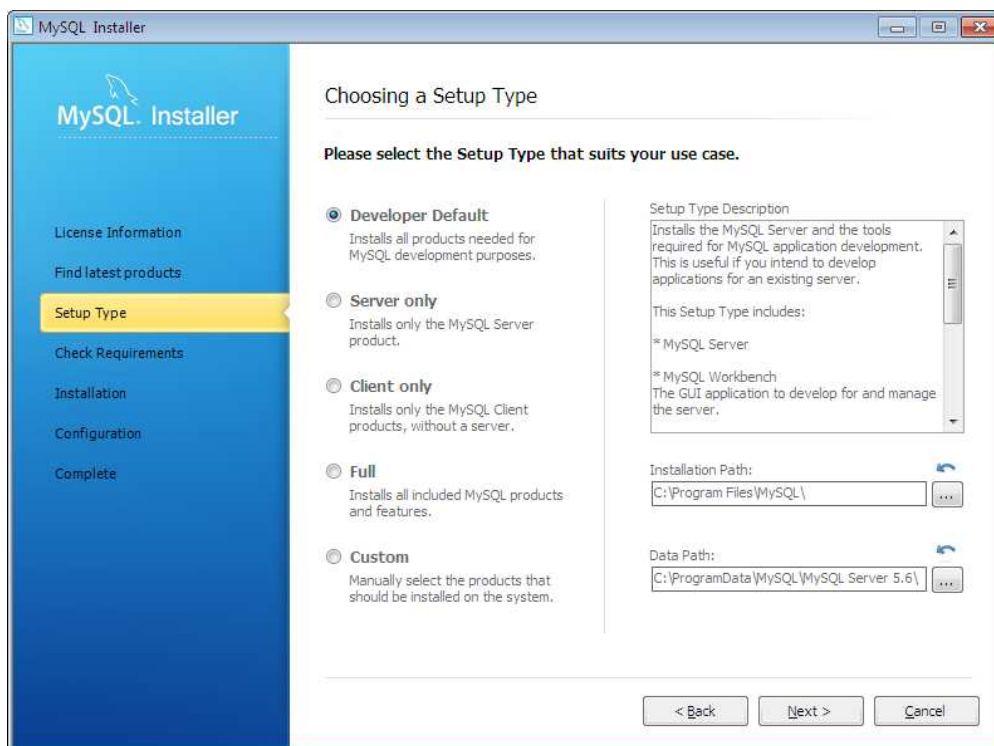 MySQL Installer
MySQL. Installer
License Information
Find latest products
Setup Type
Check Requirements
Installation
Configuration
Complete
Choosing a Setup Type
Please select the Setup Type that suits your use case.
Developer Default
Installs all products needed for
MySQL development purposes.
Server only
Installs only the MySQL Server
product.
Client only
Installs only the MySQL Client
products, without a server.
Full
Installs all included MySQL products
and features.
Custom
Manually select the products that
should be installed on the system.
Setup Type Description
Installs the MySQL Server and the tools
required for MySQL application development.
This is useful if you intend to develop
applications for an existing server.
This Setup Type includes:
* MySQL Server
* MySQL Workbench
The GUI application to develop for and manage
the server.
Installation Path:
C:\Program Files\MySQL\
...
Data Path:
C:\ProgramData\MySQL\MySQL Server 5.6\
...
< Back
Next >
Cancel